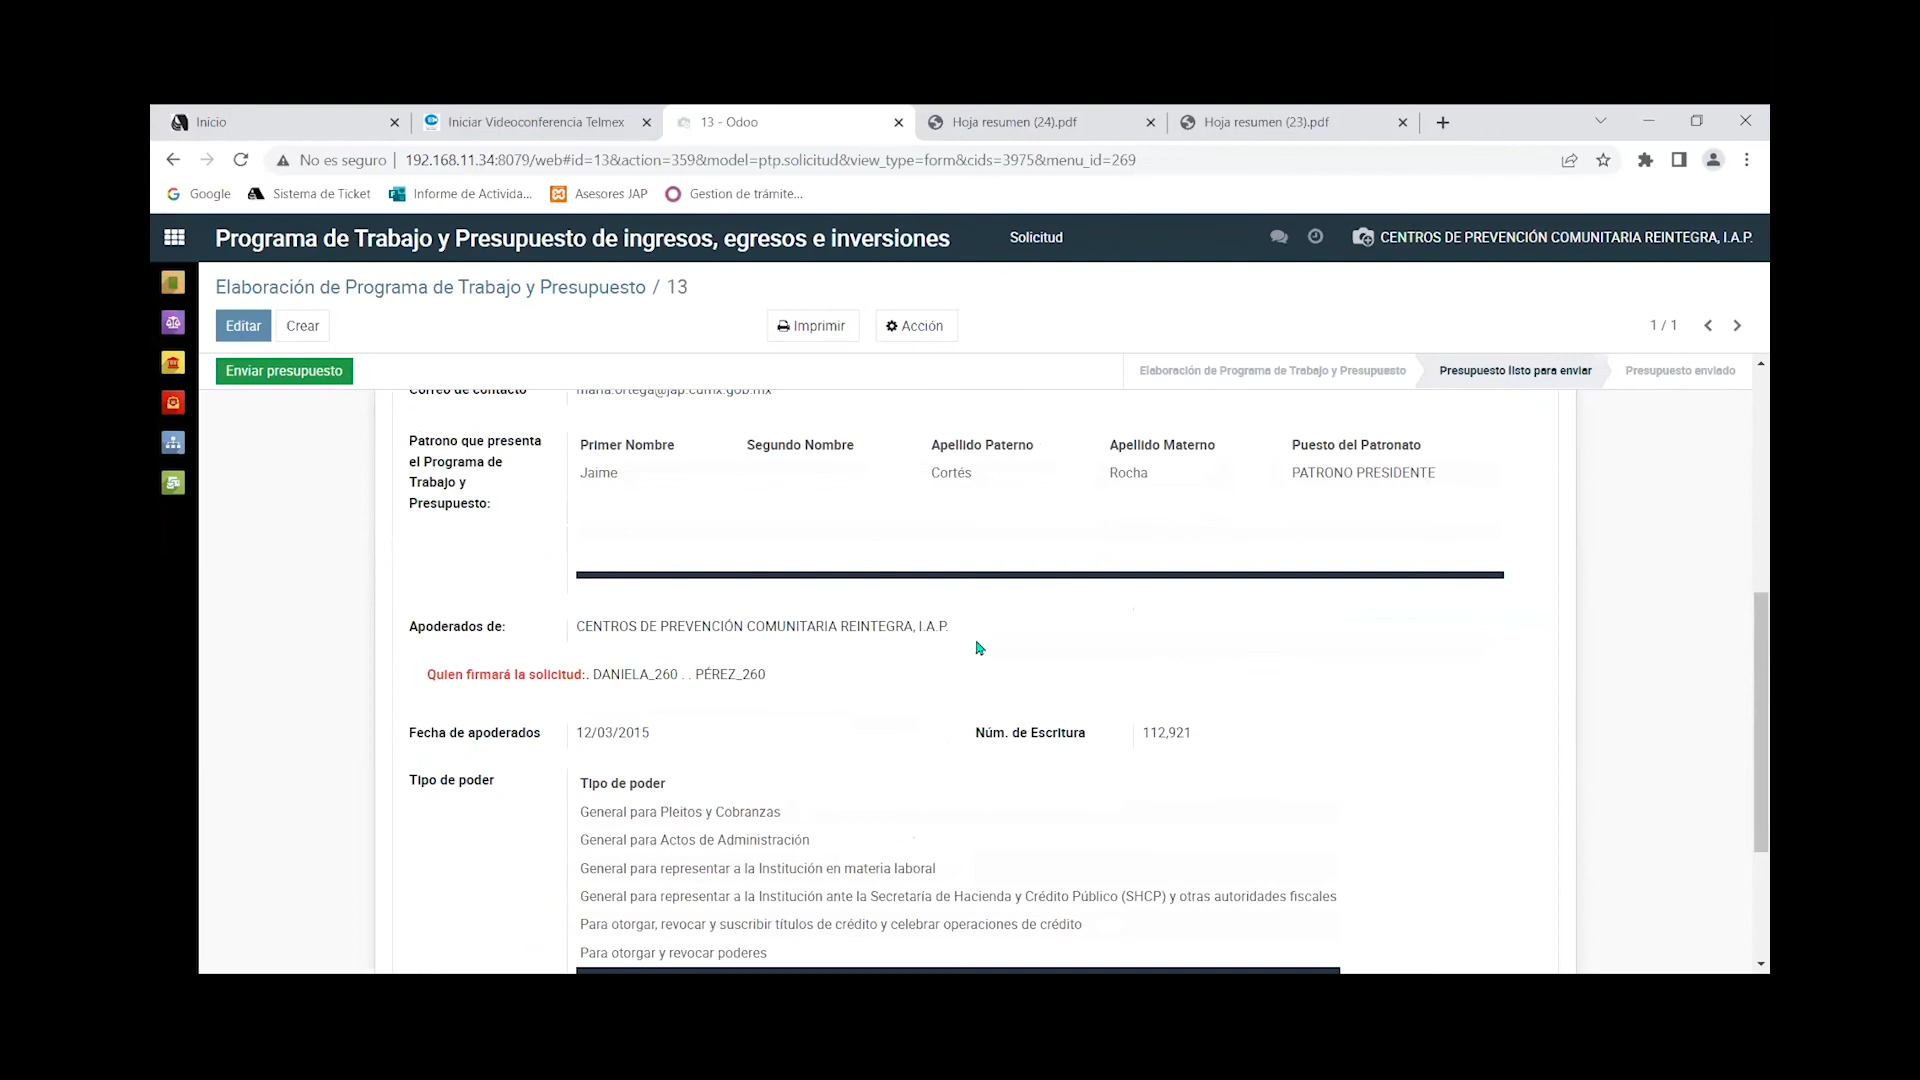 Inicio
Iniciar Videoconferencia Telmex
13 - Odoo
Hoja resumen (24).pdf
Hoja resumen (23).pdf
No es seguro
192.168.11.34:8079/web#id=13&action=359&model=ptp.solicitud&view_type=form&cids=3975&menu_id=269
Google
Sistema de Ticket
Informe de Activida...
Asesores JAP
Gestion de trámite...
Programa de Trabajo y Presupuesto de ingresos, egresos e inversiones
Solicitud
CENTROS DE PREVENCIÓN COMUNITARIA REINTEGRA, I.A.P.
Elaboración de Programa de Trabajo y Presupuesto / 13
Editar
Crear
Imprimir
Acción
1 / 1
Enviar presupuesto
Elaboración de Programa de Trabajo y Presupuesto
Presupuesto listo para enviar
Presupuesto enviado
Correo de contacto
maria.ortega@jap.cdmx.gob.mx
Patrono que presenta
el Programa de
Trabajo y
Presupuesto:
Primer Nombre
Segundo Nombre
Apellido Paterno
Apellido Materno
Puesto del Patronato
Jaime
Cortés
Rocha
PATRONO PRESIDENTE
Apoderados de:
CENTROS DE PREVENCIÓN COMUNITARIA REINTEGRA, I.A.P.
Quien firmará la solicitud:. DANIELA_260 . . PÉREZ_260
Fecha de apoderados
12/03/2015
Núm. de Escritura
112,921
Tipo de poder
Tipo de poder
General para Pleitos y Cobranzas
General para Actos de Administración
General para representar a la Institución en materia laboral
General para representar a la Institución ante la Secretaría de Hacienda y Crédito Público (SHCP) y otras autoridades fiscales
Para otorgar, revocar y suscribir títulos de crédito y celebrar operaciones de crédito
Para otorgar y revocar poderes